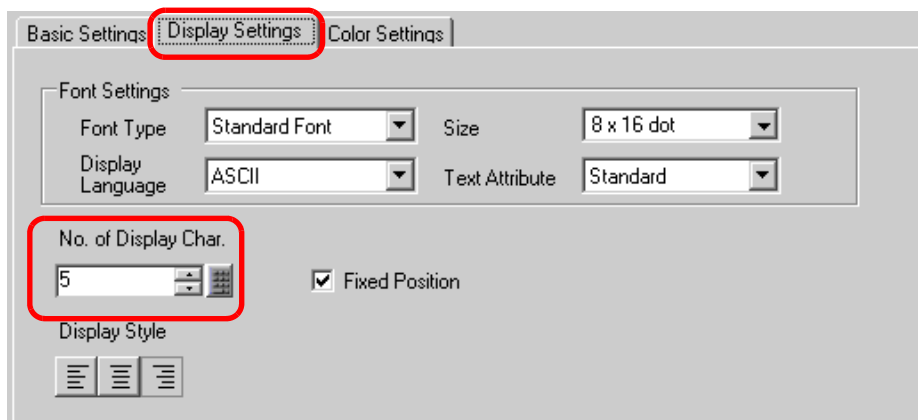 Basic Settings Display Settings Color Settings
Font Settings
Font Type Standard Font Size 8 x 16 dot
Display Language ASCII Text Attribute Standard
No. of Display Char.
5 Fixed Position
Display Style